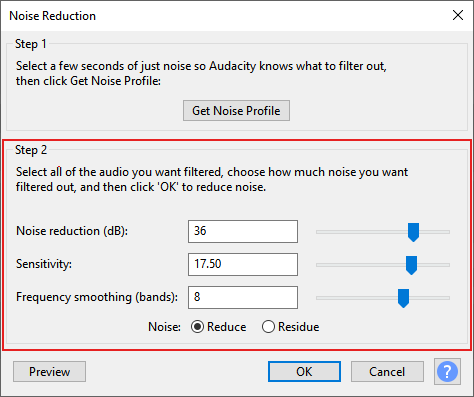 Noise Reduction
Step 1
Select a few seconds of just noise so Audacity knows what to filter out,
then click Get Noise Profile:
Get Noise Profile
Step 2
Select all of the audio you want filtered, choose how much noise you want
filtered out, and then click 'OK' to reduce noise.
Noise reduction (dB): 36
Sensitivity: 17.50
Frequency smoothing (bands): 8
Noise: Reduce Residue
Preview OK Cancel ?